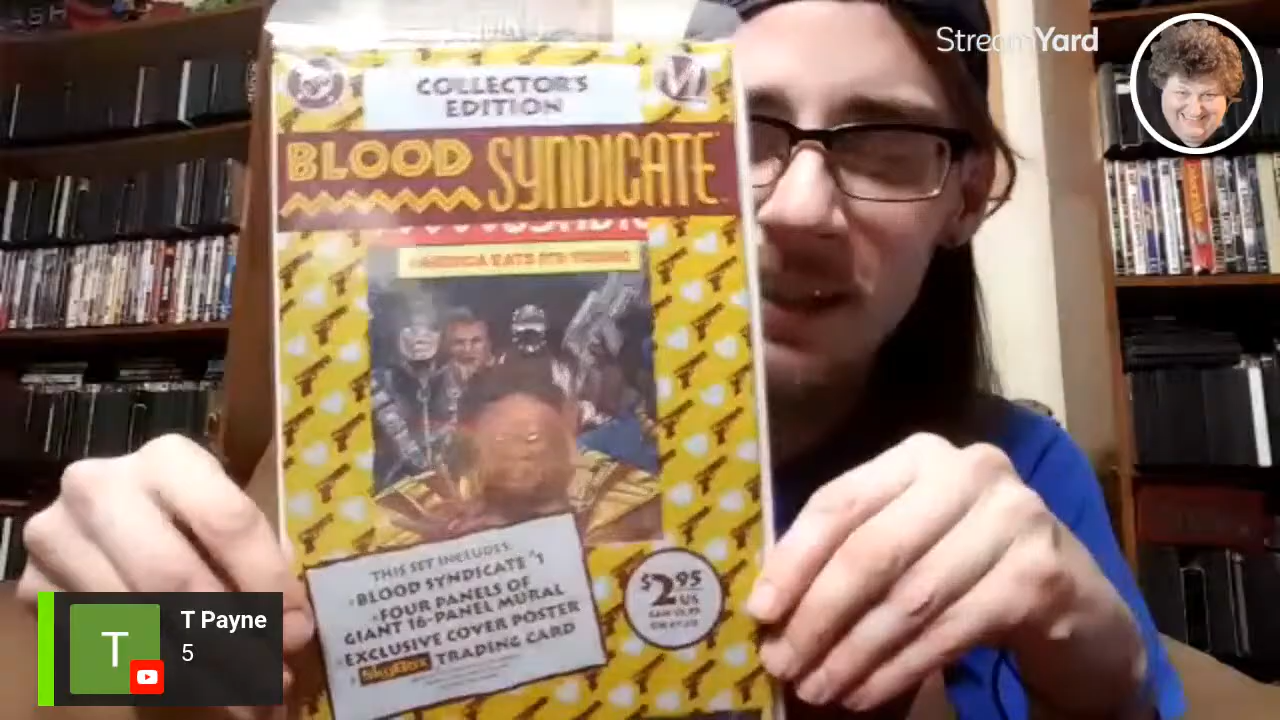 StreamYard
COLLECTOR'S
EDITION
BLOOD SYNDICATE
AMERICA EATS ITS YOUNG
THIS SET INCLUDES:
BLOOD SYNDICATE #1
FOUR PANELS OF
GIANT 16-PANEL MURAL
EXCLUSIVE COVER POSTER
SkyBox TRADING CARD
$2.95
US
T
T Payne
5